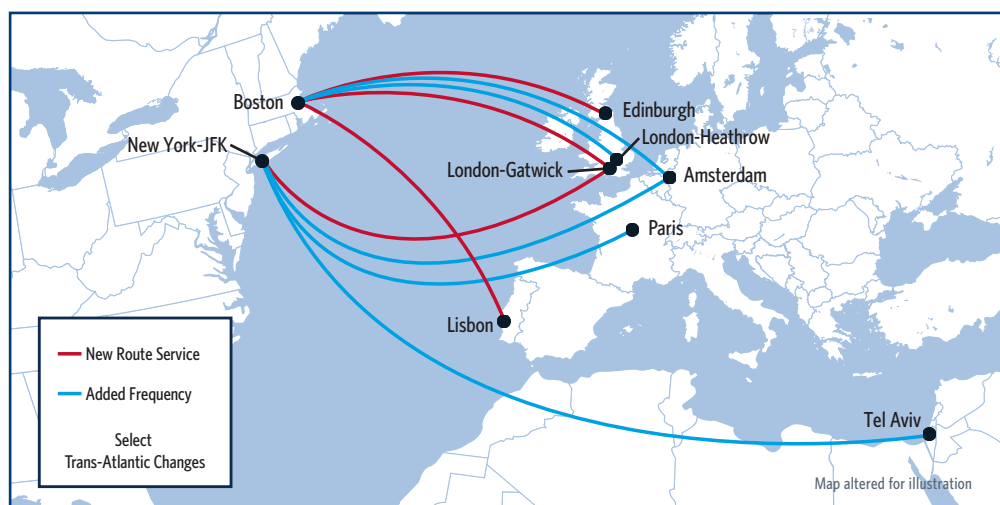 Boston
Edinburgh
London-Heathrow
New York-JFK
London-Gatwick
Amsterdam
Paris
Lisbon
New Route Service
Added Frequency
Select
Trans-Atlantic Changes
Tel Aviv
Map altered for illustration